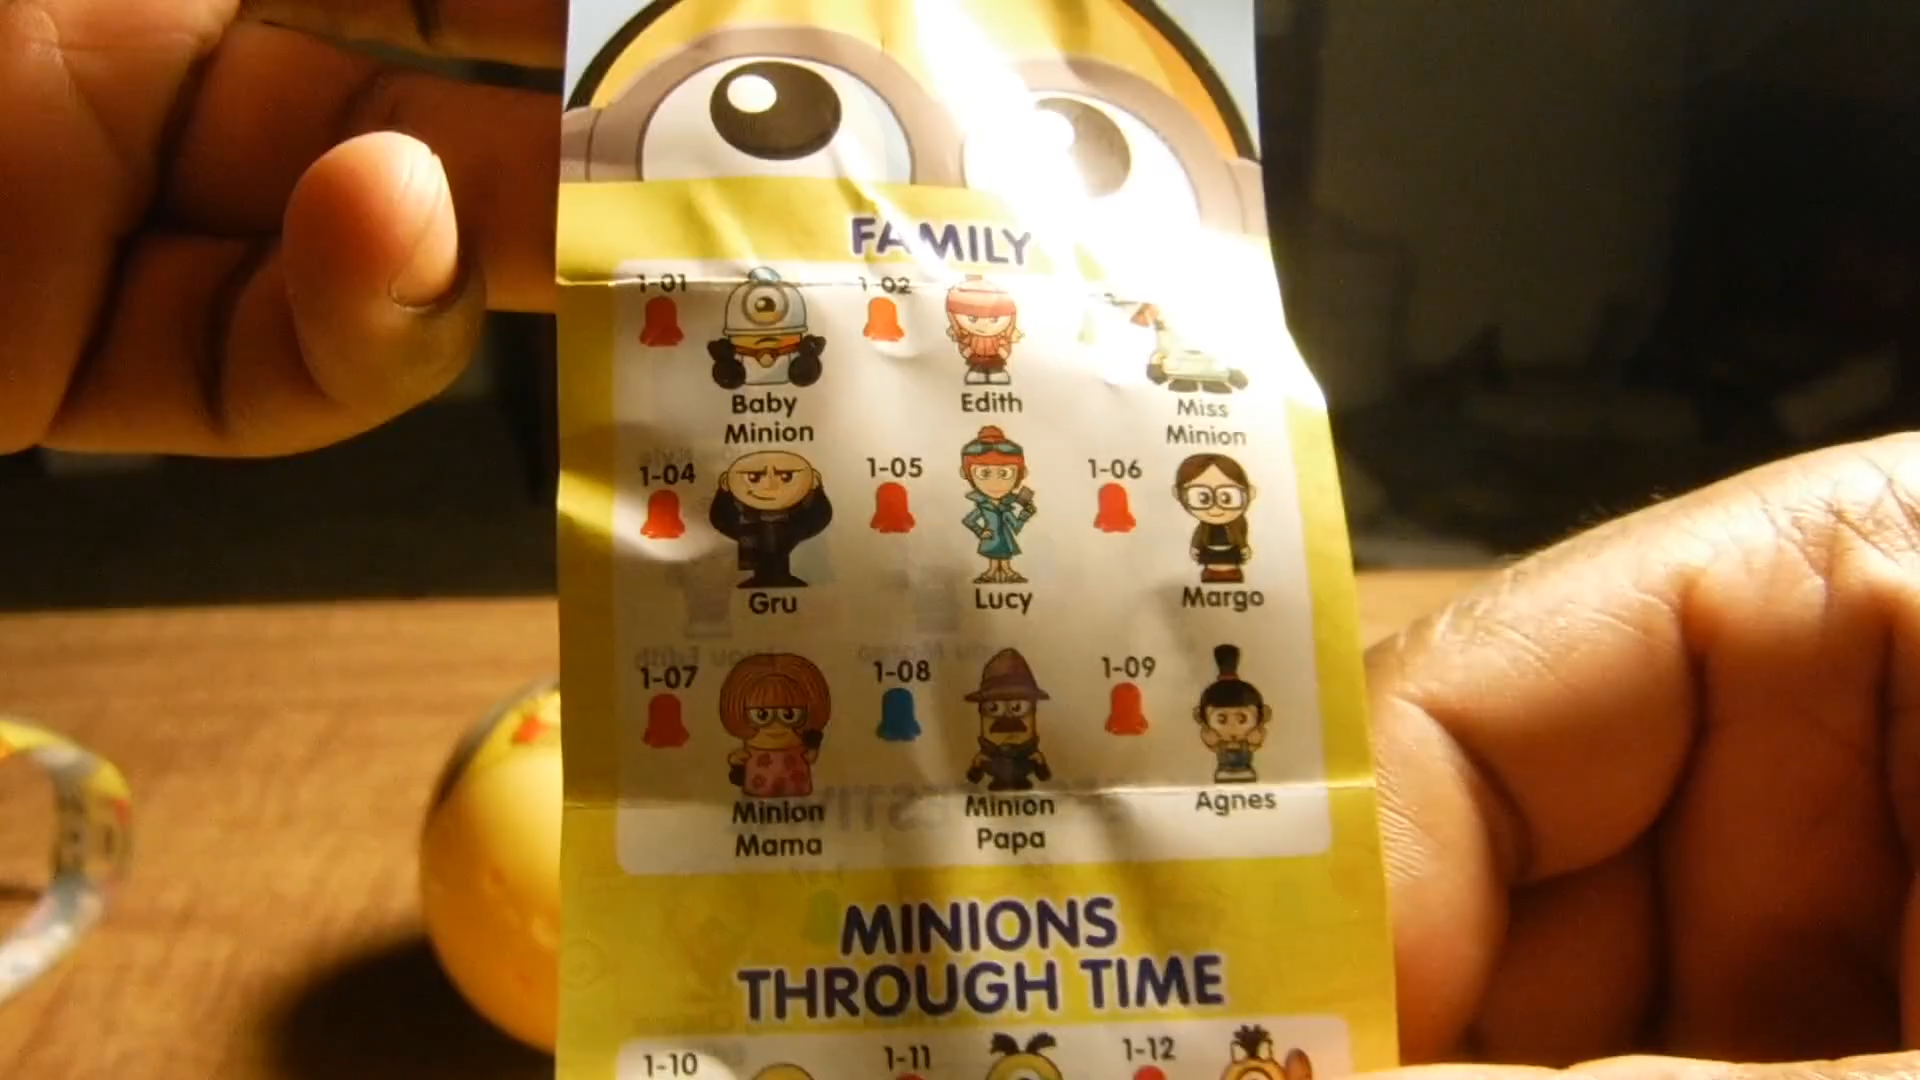 FAMILY
1-01
1-02
Baby
Minion
Edith
Miss
Minion
1-04
1-05
1-06
Gru
Lucy
Margo
1-07
1-08
1-09
Minion
Mama
Minion
Papa
Agnes
MINIONS
THROUGH TIME
1-10
1-11
1-12